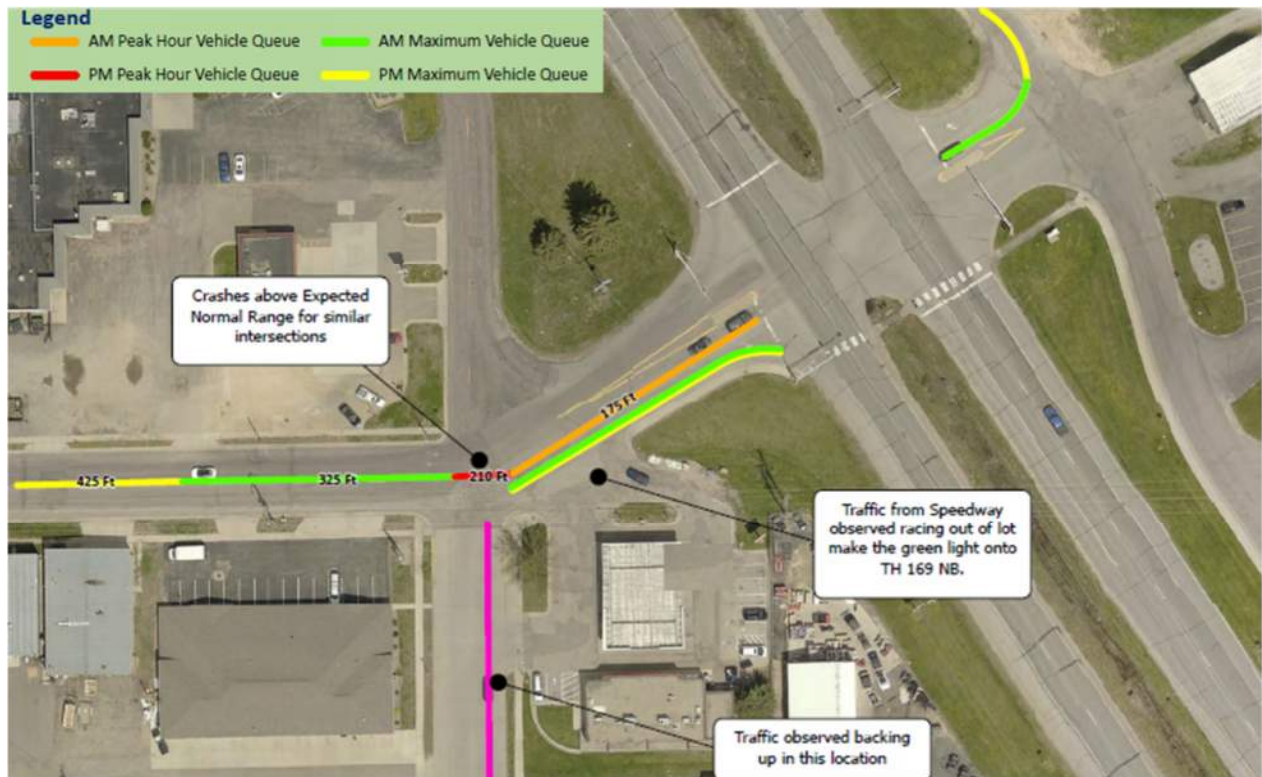 Legend
AM Peak Hour Vehicle Queue
AM Maximum Vehicle Queue
PM Peak Hour Vehicle Queue
PM Maximum Vehicle Queue
Crashes above Expected
Normal Range for similar
intersections
175 Ft
425 Ft
325 Ft
210 Ft
Traffic from Speedway
observed racing out of lot
make the green light onto
TH 169 NB.
Traffic observed backing
up in this location